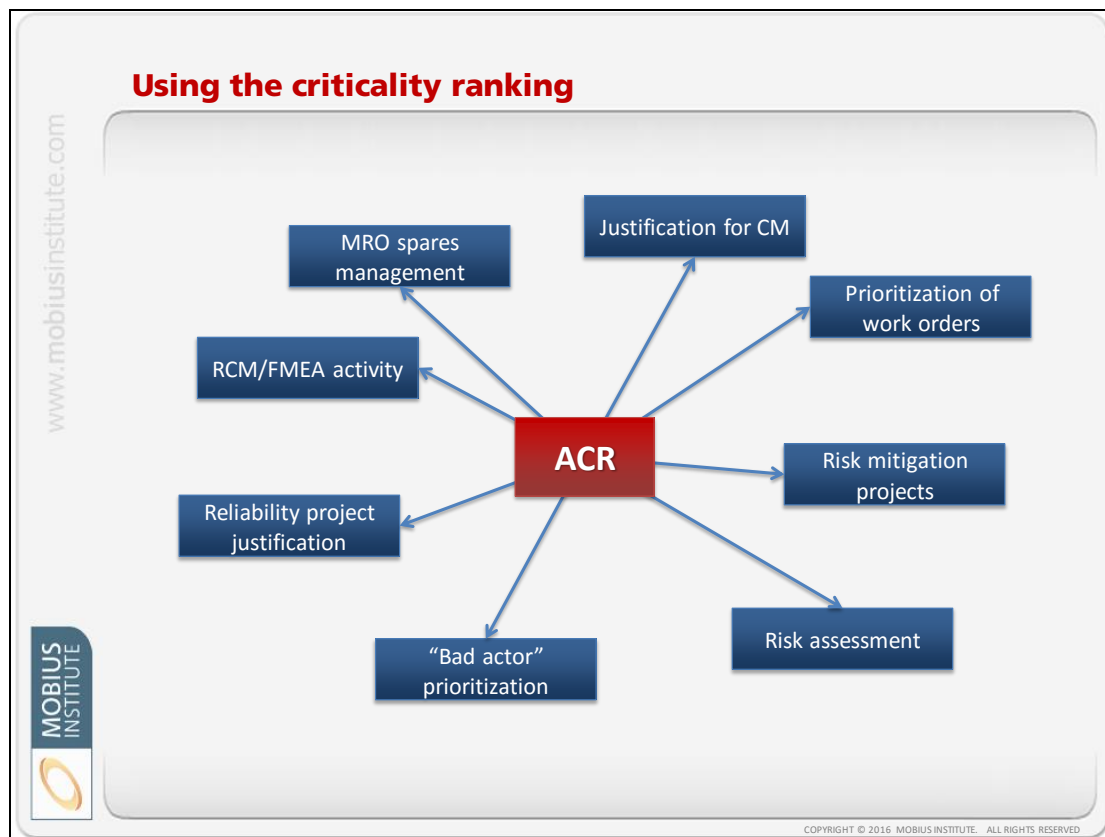 Using the criticality ranking
www.mobiusinstitute.com
Justification for CM
MRO spares
management
Prioritization of
work orders
RCM/FMEA activity
ACR
Risk mitigation
projects
Reliability project
justification
“Bad actor”
prioritization
Risk assessment
MOBIUS
INSTITUTE
COPYRIGHT © 2016 MOBIUS INSTITUTE. ALL RIGHTS RESERVED